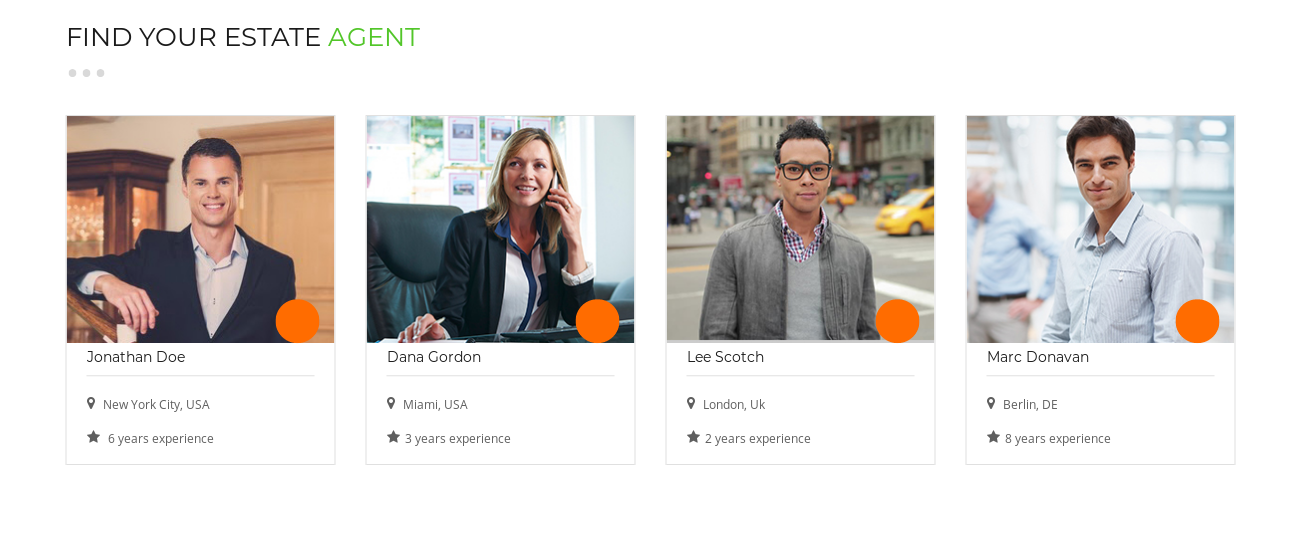 FIND YOUR ESTATE AGENT
Jonathan Doe
New York City, USA
6 years experience
Dana Gordon
Miami, USA
3 years experience
Lee Scotch
London, Uk
2 years experience
Marc Donavan
Berlin, DE
8 years experience